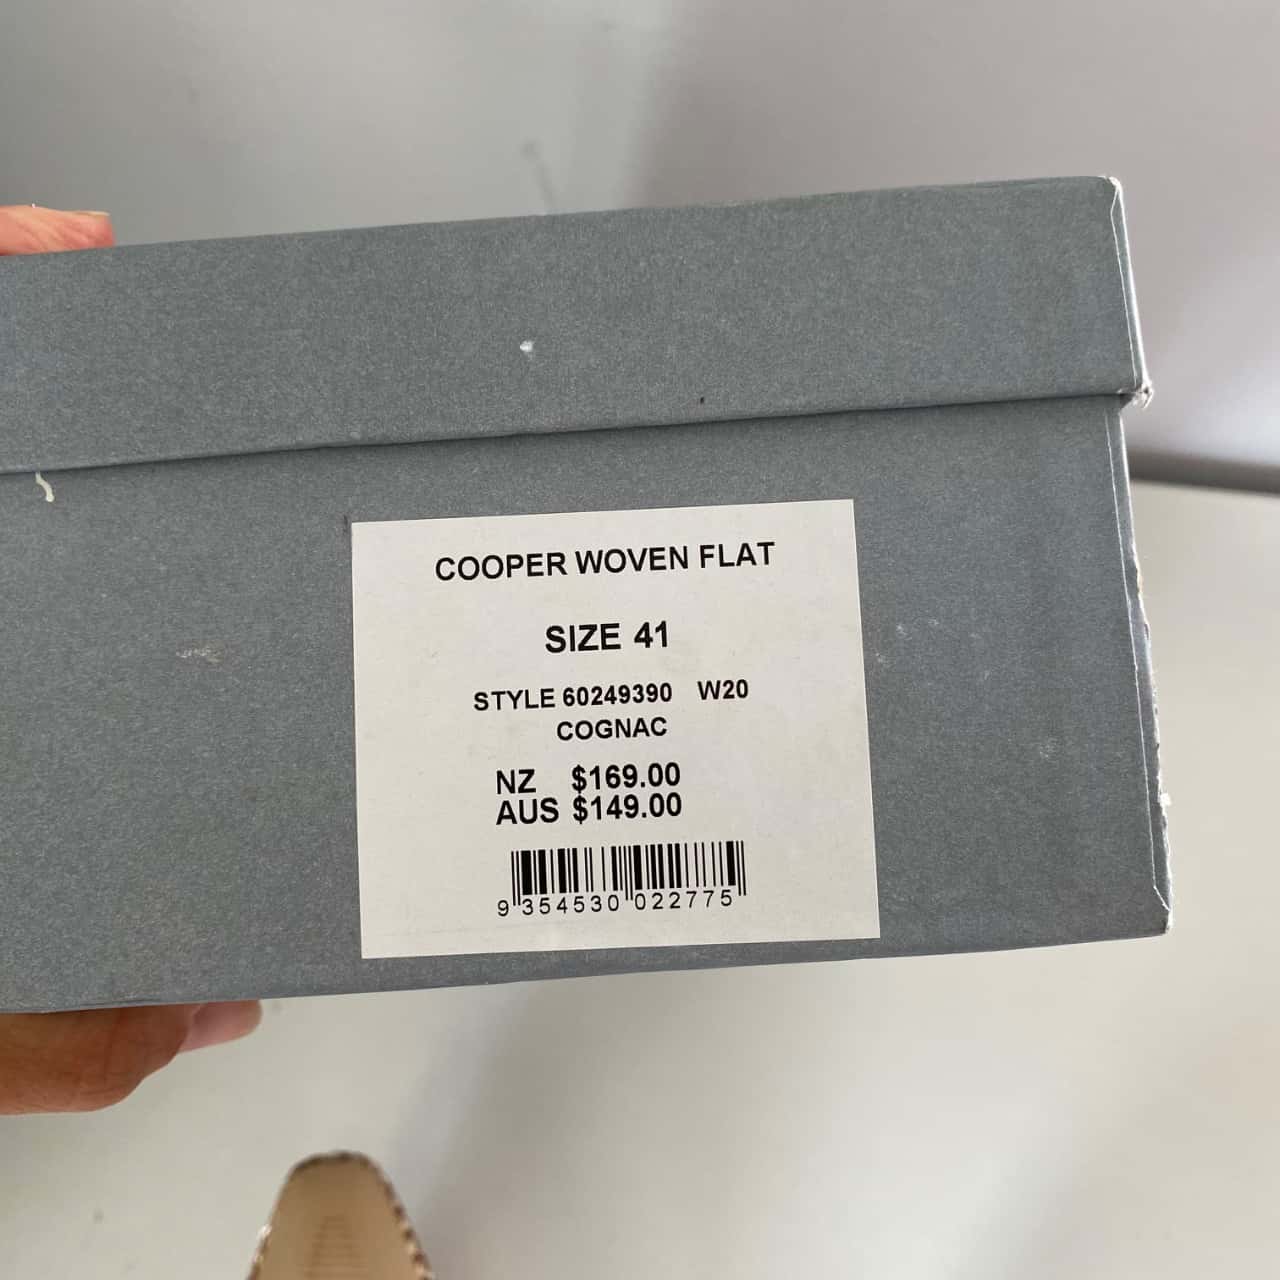 COOPER WOVEN FLAT
SIZE 41
STYLE 60249390 W20
COGNAC
NZ $169.00
AUS $149.00
9 354530 022775